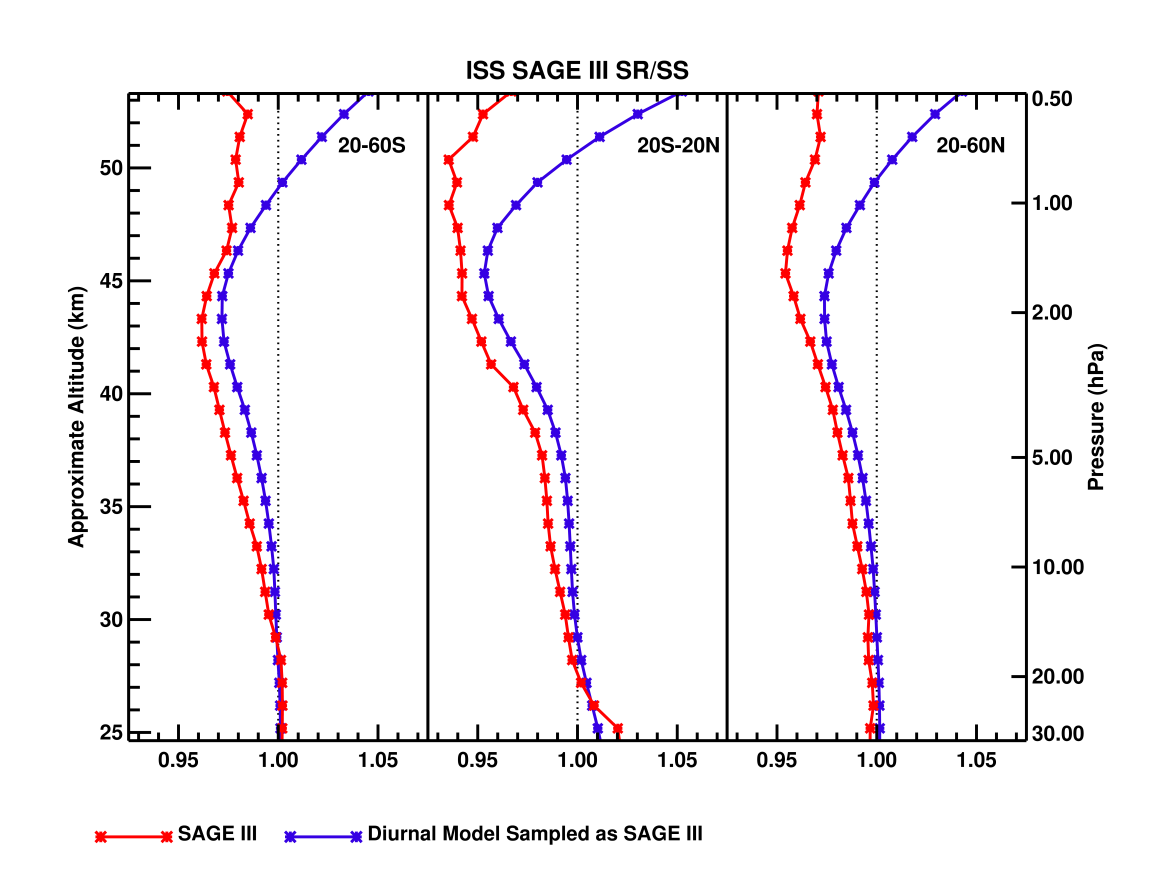 ISS SAGE III SR/SS
20-60S
20S-20N
20-60N
Approximate Altitude (km)
50
45
40
35
30
25
0.50
1.00
2.00
5.00
10.00
20.00
30.00
Pressure (hPa)
0.95 1.00 1.05 0.95 1.00 1.05 0.95 1.00 1.05
SAGE III Diurnal Model Sampled as SAGE III